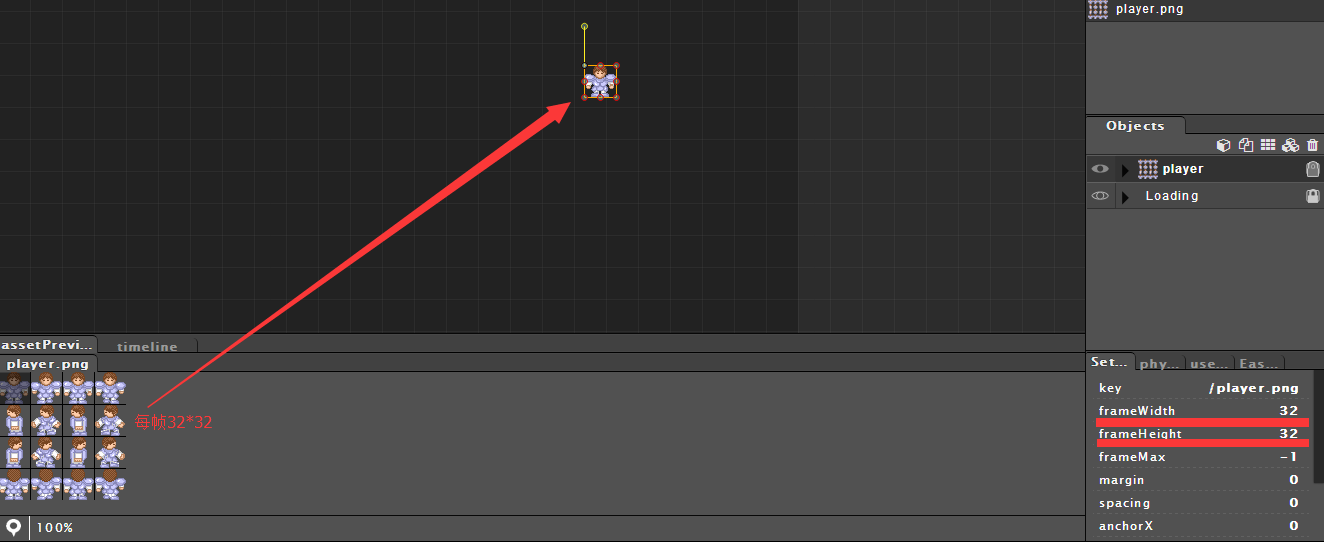 player.png
Objects
player
Loading
assetPrevi...
timeline
player.png
每帧32*32
100%
Set...
phy...
use...
Eas...
key /player.png
frameWidth 32
frameHeight 32
frameMax -1
margin 0
spacing 0
anchorX 0